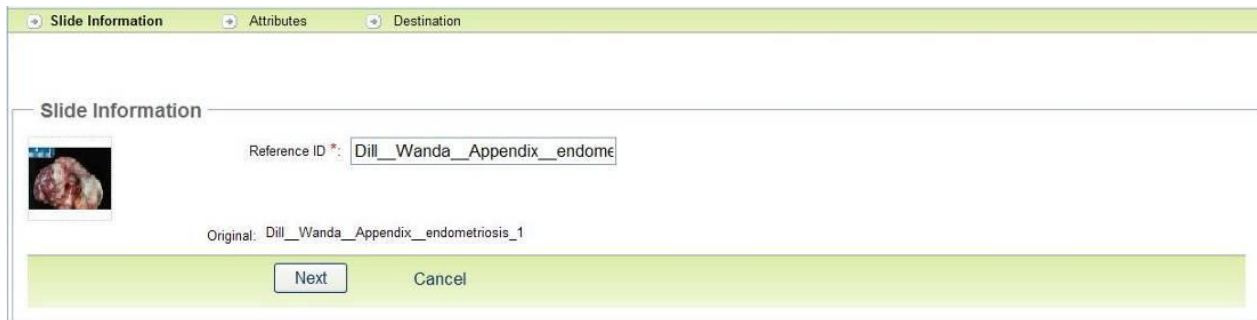 Slide Information Attributes Destination
Slide Information
Reference ID *: Dill__Wanda__Appendix__endome
Original: Dill__Wanda__Appendix__endometriosis_1
Next Cancel